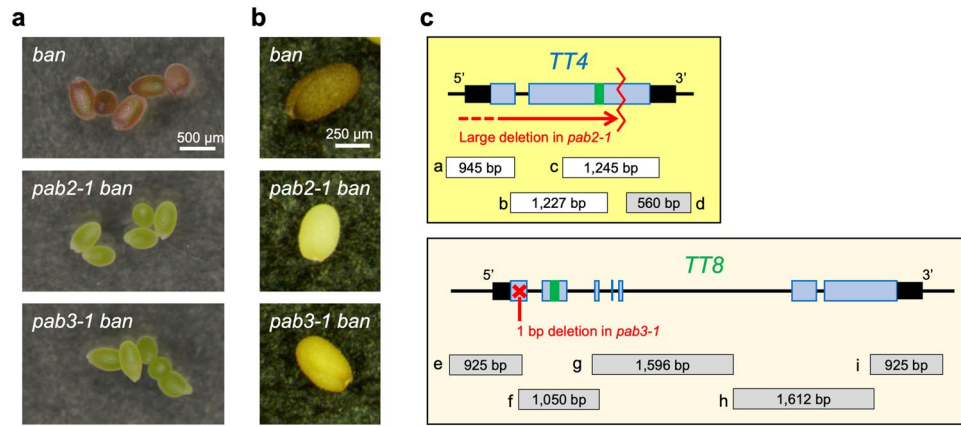 a
ban
500 µm
pab2-1 ban
pab3-1 ban
b
ban
250 µm
pab2-1 ban
pab3-1 ban
c
TT4
5’
3’
Large deletion in pab2-1
a 945 bp
c 1,245 bp
b 1,227 bp
560 bp d
TT8
5’
3’
1 bp deletion in pab3-1
e 925 bp
g 1,596 bp
i 925 bp
f 1,050 bp
h 1,612 bp